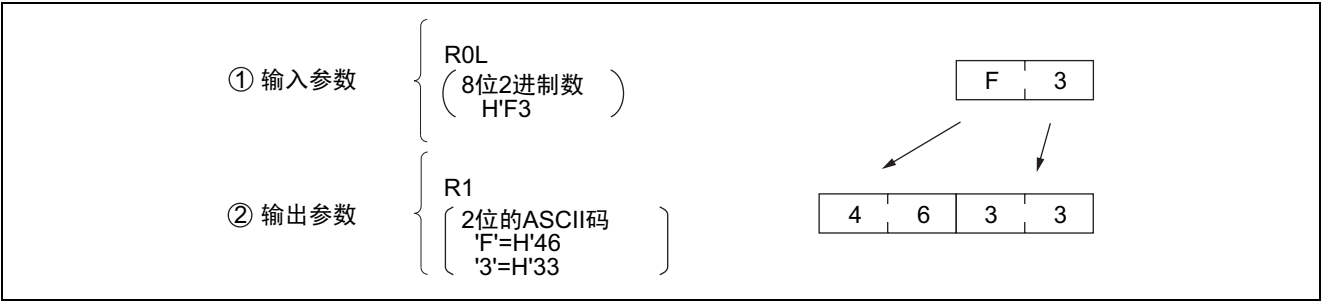 ① 输入参数
R0L
8位2进制数
H'F3
F 3
② 输出参数
R1
2位的ASCII码
'F'=H'46
'3'=H'33
4 6 3 3